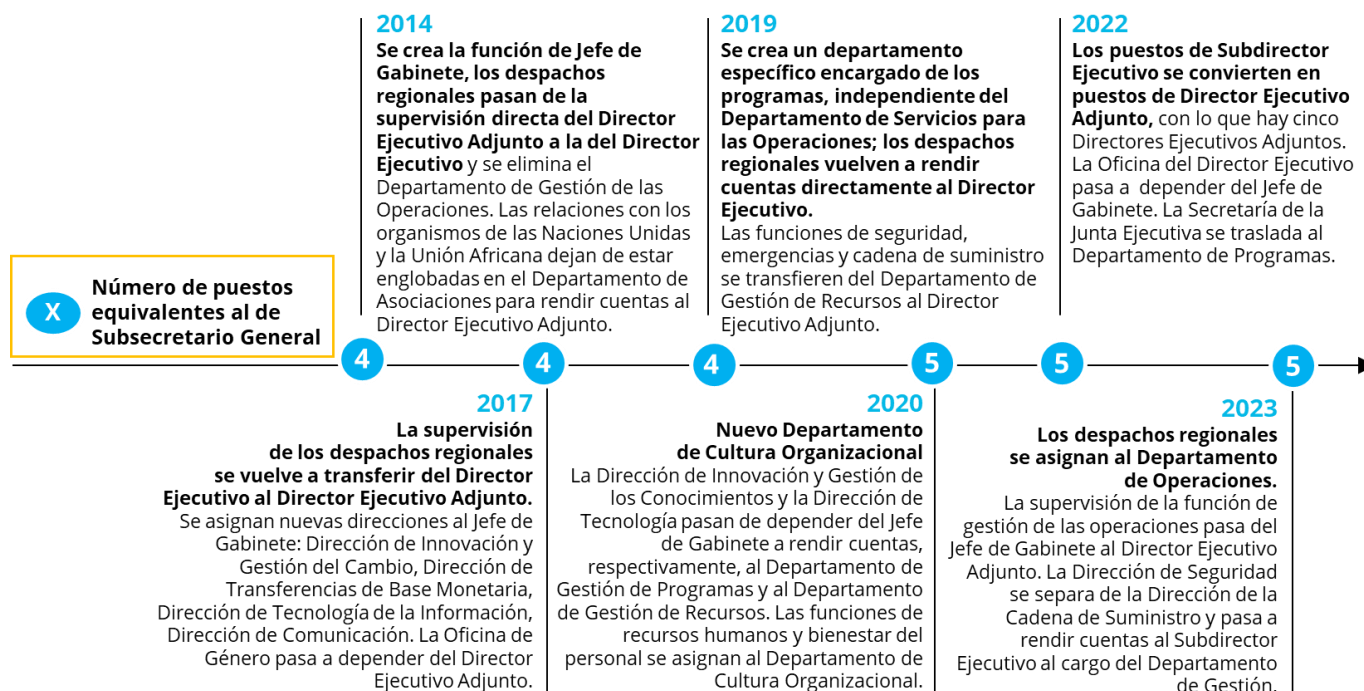 2014
Se crea la función de Jefe de
Gabinete, los despachos
regionales pasan de la
supervisión directa del Director
Ejecutivo Adjunto a la del Director
Ejecutivo y se elimina el
Departamento de Gestión de las
Operaciones. Las relaciones con los
organismos de las Naciones Unidas
y la Unión Africana dejan de estar
englobadas en el Departamento de
Asociaciones para rendir cuentas al
Director Ejecutivo Adjunto.
2019
Se crea un departamento
específico encargado de los
programas, independiente del
Departamento de Servicios para
las Operaciones; los despachos
regionales vuelven a rendir
cuentas directamente al Director
Ejecutivo.
Las funciones de seguridad,
emergencias y cadena de suministro
se transfieren del Departamento de
Gestión de Recursos al Director
Ejecutivo Adjunto.
2022
Los puestos de Subdirector
Ejecutivo se convierten en
puestos de Director Ejecutivo
Adjunto, con lo que hay cinco
Directores Ejecutivos Adjuntos.
La Oficina del Director Ejecutivo
pasa a depender del Jefe de
Gabinete. La Secretaría de la
Junta Ejecutiva se traslada al
Departamento de Programas.
X
Número de puestos
equivalentes al de
Subsecretario General
4
4
4
5
5
5
2017
La supervisión
de los despachos regionales
se vuelve a transferir del Director
Ejecutivo al Director Ejecutivo Adjunto.
Se asignan nuevas direcciones al Jefe de
Gabinete: Dirección de Innovación y
Gestión del Cambio, Dirección de
Transferencias de Base Monetaria,
Dirección de Tecnología de la Información,
Dirección de Comunicación. La Oficina de
Género pasa a depender del Director
Ejecutivo Adjunto.
2020
Nuevo Departamento
de Cultura Organizacional
La Dirección de Innovación y Gestión de
los Conocimientos y la Dirección de
Tecnología pasan de depender del Jefe
de Gabinete a rendir cuentas,
respectivamente, al Departamento de
Gestión de Programas y al Departamento
de Gestión de Recursos. Las funciones de
recursos humanos y bienestar del
personal se asignan al Departamento de
Cultura Organizacional.
2023
Los despachos regionales
se asignan al Departamento
de Operaciones.
La supervisión de la función de
gestión de las operaciones pasa del
Jefe de Gabinete al Director Ejecutivo
Adjunto. La Dirección de Seguridad
se separa de la Dirección de la
Cadena de Suministro y pasa a
rendir cuentas al Subdirector
Ejecutivo al cargo del Departamento
de Gestión.